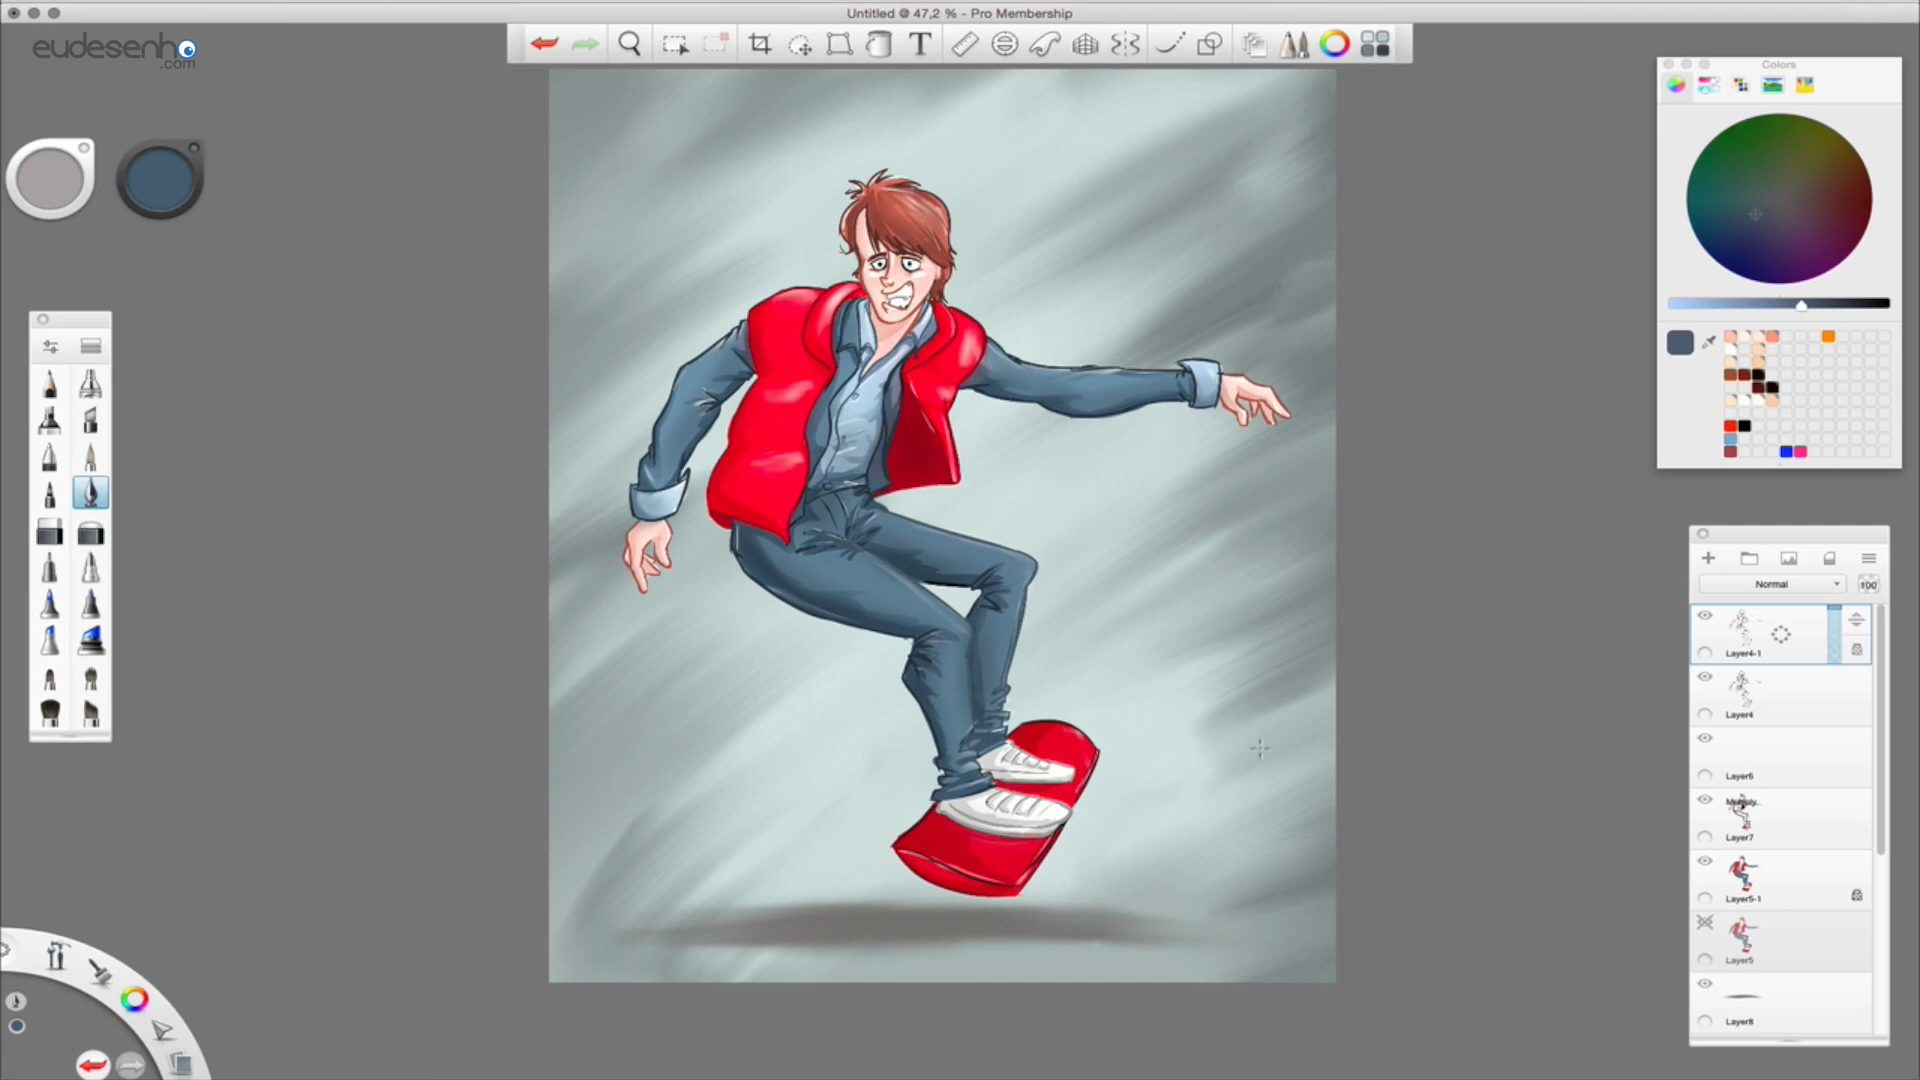 Untitled @ 47,2 % - Pro Membership
eudesenho
.com
T
Colors
Normal
100
Layer4-1
Layer4
Layer6
Layer7
Layer5-1
Layer5
Layer8